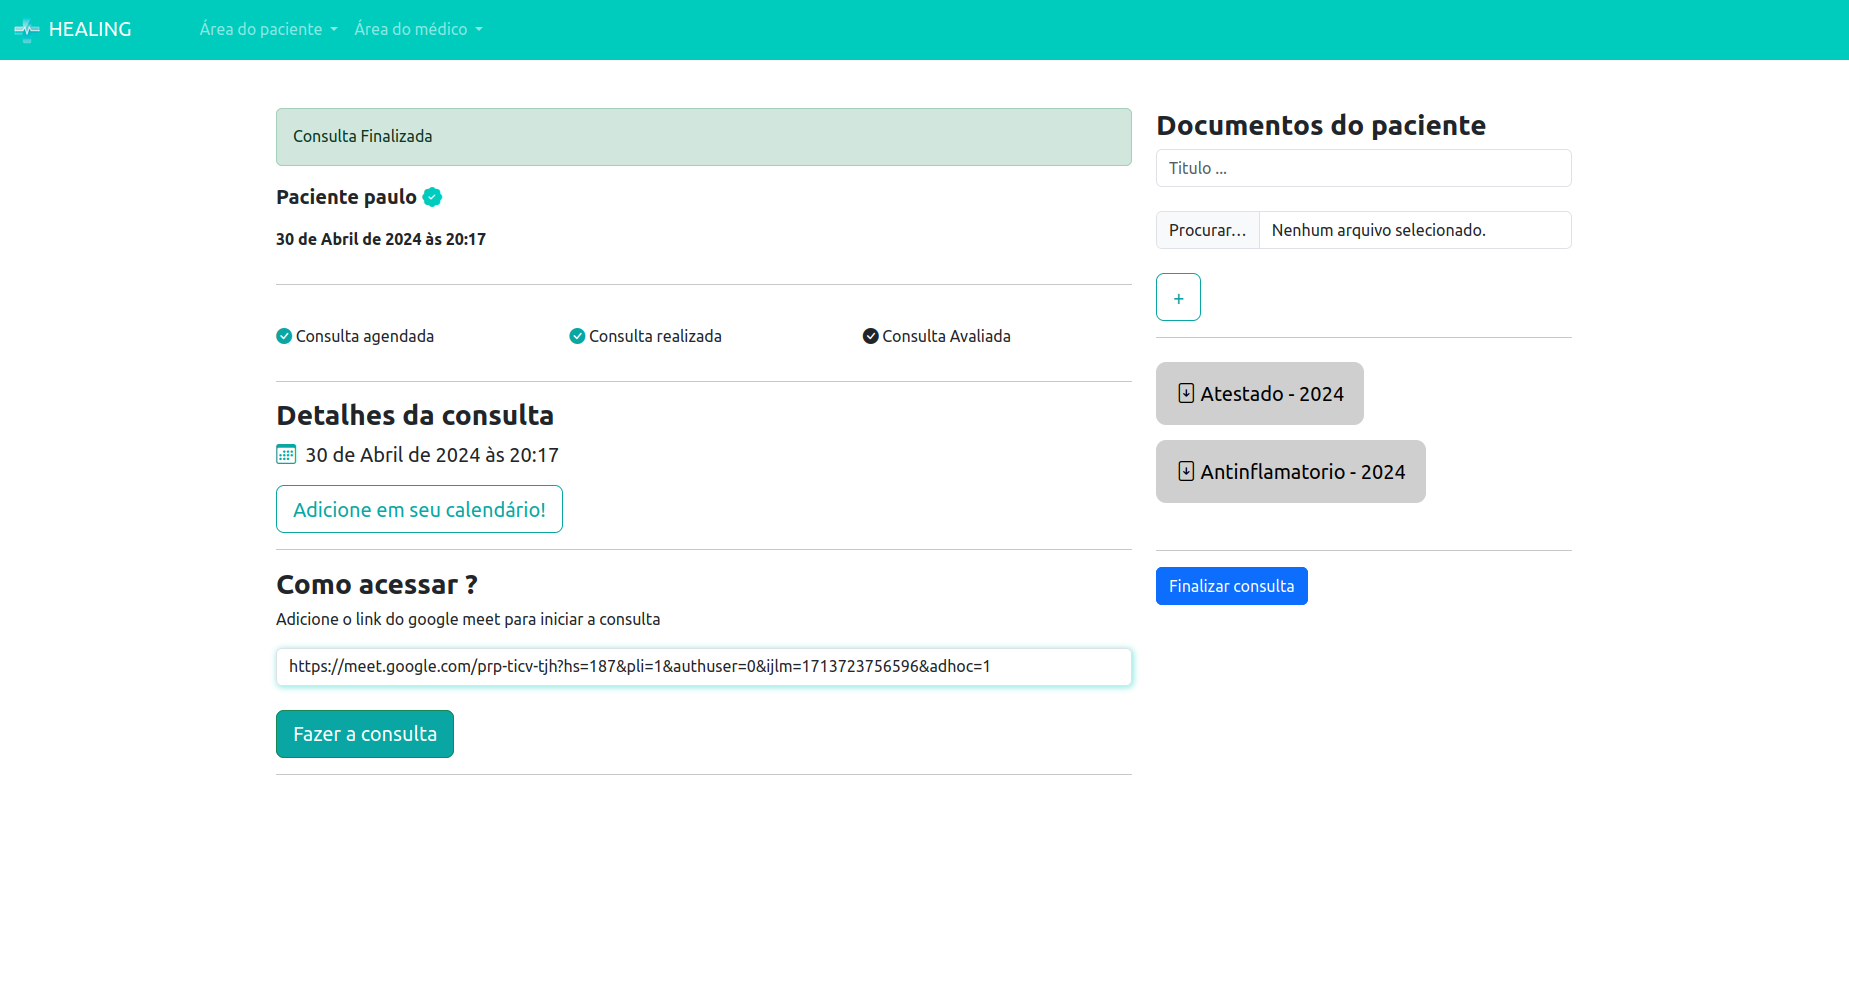 HEALING
Área do paciente
Área do médico
Consulta Finalizada
Paciente paulo
30 de Abril de 2024 às 20:17
Consulta agendada
Consulta realizada
Consulta Avaliada
Detalhes da consulta
30 de Abril de 2024 às 20:17
Adicione em seu calendário!
Como acessar ?
Adicione o link do google meet para iniciar a consulta
https://meet.google.com/prp-ticv-tjh?hs=187&pli=1&authuser=0&ijlm=1713723756596&adhoc=1
Fazer a consulta
Documentos do paciente
Titulo ...
Procurar... Nenhum arquivo selecionado.
+
Atestado - 2024
Antinflamatorio - 2024
Finalizar consulta